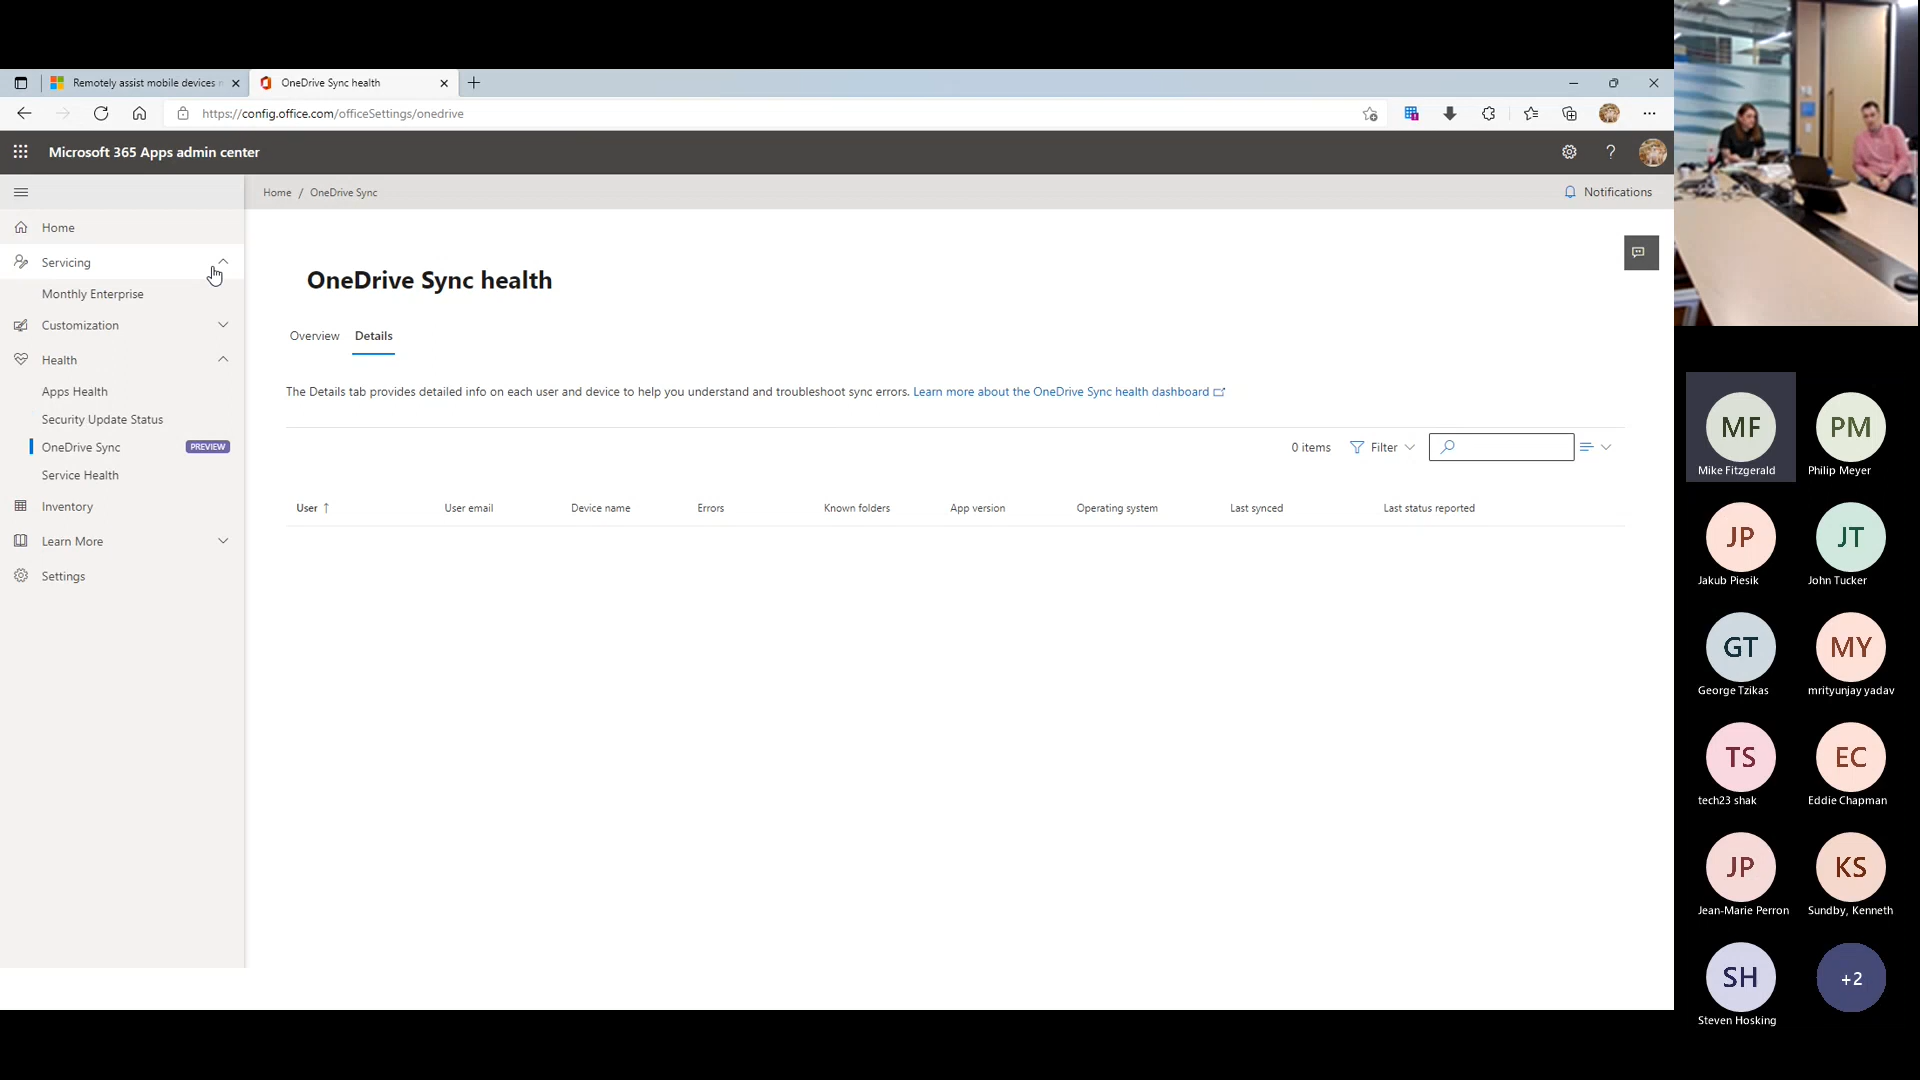 Remotely assist mobile devices
OneDrive Sync health
https://config.office.com/officeSettings/onedrive
Microsoft 365 Apps admin center
?
Home / OneDrive Sync
Notifications
Home
Servicing
Monthly Enterprise
Customization
Health
Apps Health
Security Update Status
OneDrive Sync PREVIEW
Service Health
Inventory
Learn More
Settings
OneDrive Sync health
Overview Details
The Details tab provides detailed info on each user and device to help you understand and troubleshoot sync errors. Learn more about the OneDrive Sync health dashboard
0 items Filter
User ↑ User email Device name Errors Known folders App version Operating system Last synced Last status reported
MF PM
Mike Fitzgerald Philip Meyer
JP JT
Jakub Piesik John Tucker
GT MY
George Tzikas mrityunjay yadav
TS EC
tech23 shak Eddie Chapman
JP KS
Jean-Marie Perron Sundby, Kenneth
SH +2
Steven Hosking